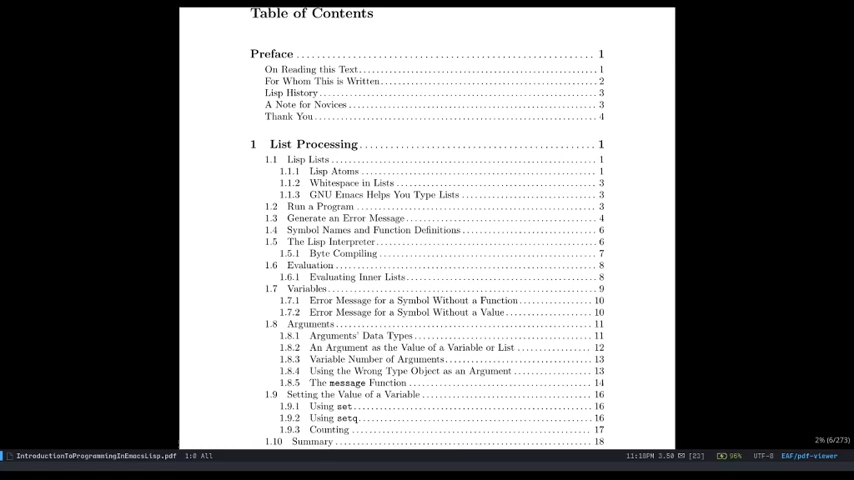 Table of Contents
Preface ........ 1
On Reading this Text ........ 1
For Whom This is Written ........ 2
Lisp History ........ 3
A Note for Novices ........ 3
Thank You ........ 4
1 List Processing ........ 1
1.1 Lisp Lists ........ 1
1.1.1 Lisp Atoms ........ 1
1.1.2 Whitespace in Lists ........ 3
1.1.3 GNU Emacs Helps You Type Lists ........ 3
1.2 Run a Program ........ 3
1.3 Generate an Error Message ........ 4
1.4 Symbol Names and Function Definitions ........ 6
1.5 The Lisp Interpreter ........ 6
1.5.1 Byte Compiling ........ 7
1.6 Evaluation ........ 8
1.6.1 Evaluating Inner Lists ........ 8
1.7 Variables ........ 9
1.7.1 Error Message for a Symbol Without a Function ........ 10
1.7.2 Error Message for a Symbol Without a Value ........ 10
1.8 Arguments ........ 11
1.8.1 Arguments' Data Types ........ 11
1.8.2 An Argument as the Value of a Variable or List ........ 12
1.8.3 Variable Number of Arguments ........ 13
1.8.4 Using the Wrong Type Object as an Argument ........ 13
1.8.5 The message Function ........ 14
1.9 Setting the Value of a Variable ........ 16
1.9.1 Using set ........ 16
1.9.2 Using setq ........ 16
1.9.3 Counting ........ 17
1.10 Summary ........ 18
2% (6/273)
IntroductionToProgrammingInEmacsLisp.pdf 1:0 All 11:18PM 3.50 [23] 96% UTF-8 EAF/pdf-viewer